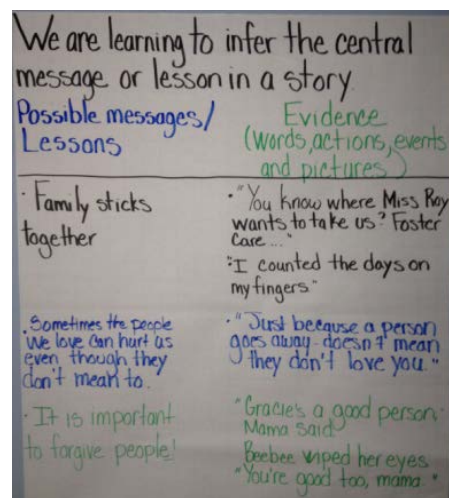 We are learning to infer the central
message or lesson in a story.
Possible messages/
Lessons
Evidence
(words, actions, events
and pictures)
· Family sticks
together
· "You know where Miss Roy
wants to take us? Foster
Care..."
"I counted the days on
my fingers"
. Sometimes the people
we love can hurt us
even though they
don't mean to.
· "Just because a person
goes away - doesn't mean
they don't love you."
· It is important
to forgive people!
"Gracie's a good person.
Mama said.
Beebee wiped her eyes.
"You're good too, mama."